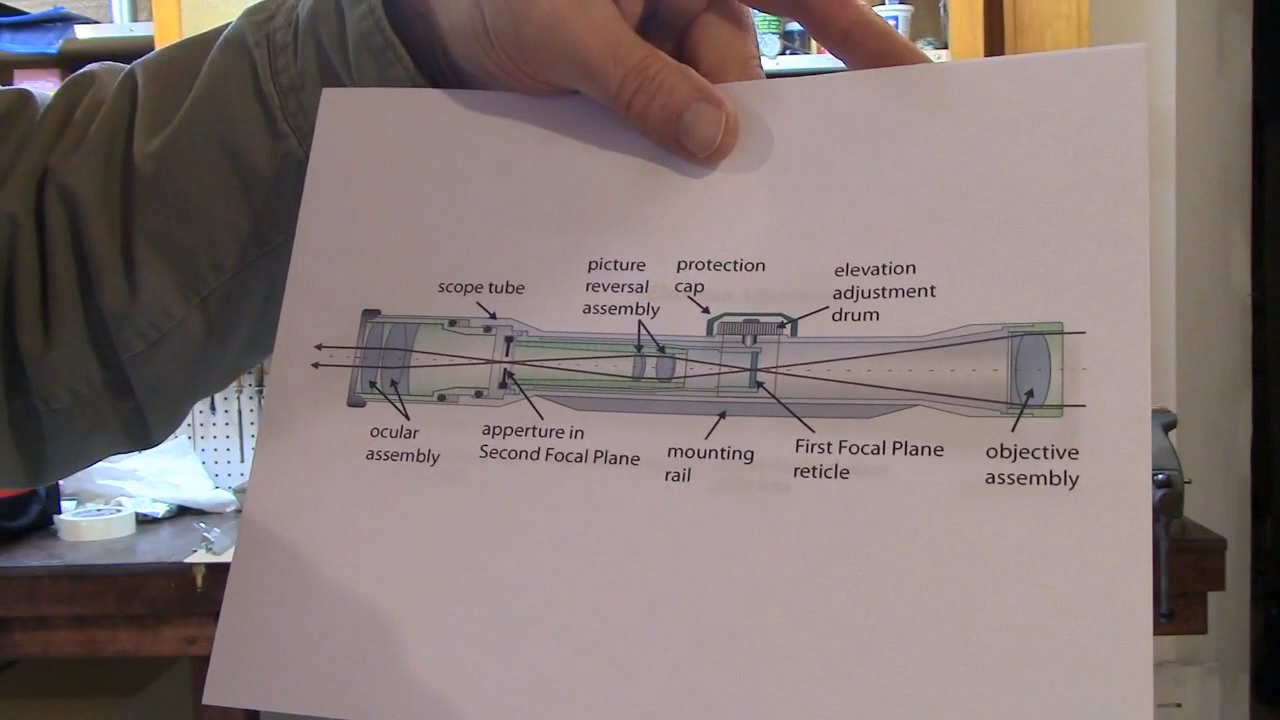 picture
reversal
assembly
protection
cap
elevation
adjustment
drum
scope tube
ocular
assembly
apperture in
Second Focal Plane
mounting
rail
First Focal Plane
reticle
objective
assembly